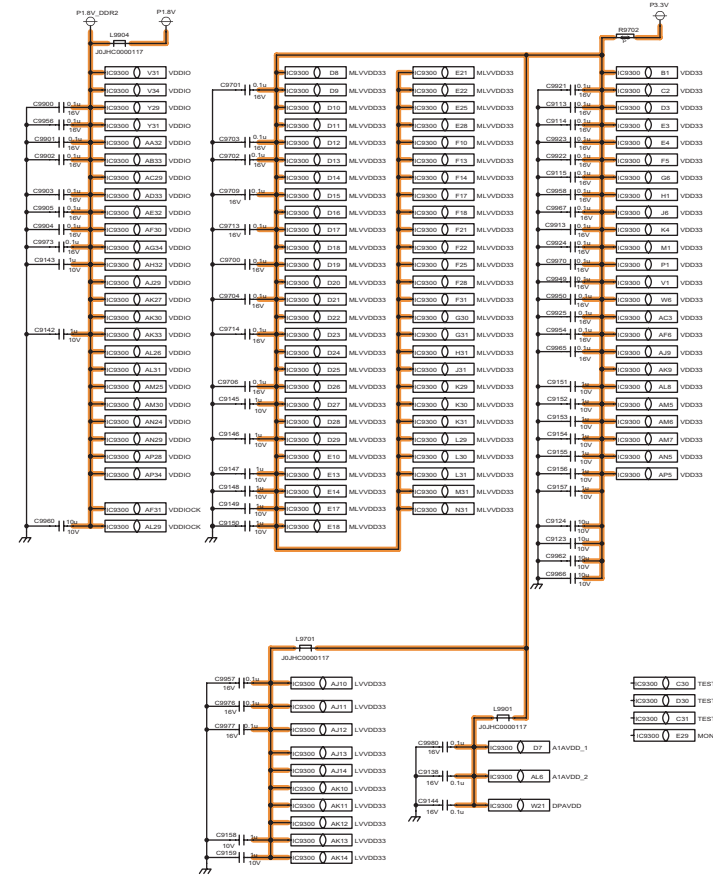 P1.8V_DDR2
P1.8V
L9904
J0JHC0000117
P3.3V
R9702
IC9300 V31 VDDIO
IC9300 V34 VDDIO
C9900 0.1u 16V IC9300 Y29 VDDIO
C9956 0.1u 16V IC9300 Y31 VDDIO
C9901 0.1u 16V IC9300 AA32 VDDIO
C9902 0.1u 16V IC9300 AB33 VDDIO
IC9300 AC29 VDDIO
C9903 0.1u 16V IC9300 AD33 VDDIO
C9905 0.1u 16V IC9300 AE32 VDDIO
C9904 0.1u 16V IC9300 AF30 VDDIO
C9973 0.1u 16V IC9300 AG34 VDDIO
C9143 1u 10V IC9300 AH32 VDDIO
IC9300 AJ29 VDDIO
IC9300 AK27 VDDIO
IC9300 AK30 VDDIO
C9142 1u 10V IC9300 AK33 VDDIO
IC9300 AL26 VDDIO
IC9300 AL31 VDDIO
IC9300 AM25 VDDIO
IC9300 AM30 VDDIO
IC9300 AN24 VDDIO
IC9300 AN29 VDDIO
IC9300 AP28 VDDIO
IC9300 AP34 VDDIO
IC9300 AF31 VDDIOCK
C9960 10u 10V IC9300 AL29 VDDIOCK
IC9300 D8 MLVVDD33
C9701 0.1u 16V IC9300 D9 MLVVDD33
IC9300 D10 MLVVDD33
IC9300 D11 MLVVDD33
C9703 0.1u 16V IC9300 D12 MLVVDD33
C9702 0.1u 16V IC9300 D13 MLVVDD33
IC9300 D14 MLVVDD33
C9709 0.1u 16V IC9300 D15 MLVVDD33
IC9300 D16 MLVVDD33
C9713 0.1u 16V IC9300 D17 MLVVDD33
IC9300 D18 MLVVDD33
C9700 0.1u 16V IC9300 D19 MLVVDD33
IC9300 D20 MLVVDD33
C9704 0.1u 16V IC9300 D21 MLVVDD33
IC9300 D22 MLVVDD33
C9714 0.1u 16V IC9300 D23 MLVVDD33
IC9300 D24 MLVVDD33
IC9300 D25 MLVVDD33
C9706 0.1u 16V IC9300 D26 MLVVDD33
C9145 1u 10V IC9300 D27 MLVVDD33
IC9300 D28 MLVVDD33
C9146 1u 10V IC9300 D29 MLVVDD33
IC9300 E10 MLVVDD33
C9147 1u 10V IC9300 E13 MLVVDD33
C9148 1u 10V IC9300 E14 MLVVDD33
C9149 1u 10V IC9300 E17 MLVVDD33
C9150 1u 10V IC9300 E18 MLVVDD33
IC9300 E21 MLVVDD33
IC9300 E22 MLVVDD33
IC9300 E25 MLVVDD33
IC9300 E28 MLVVDD33
IC9300 F10 MLVVDD33
IC9300 F13 MLVVDD33
IC9300 F14 MLVVDD33
IC9300 F17 MLVVDD33
IC9300 F18 MLVVDD33
IC9300 F21 MLVVDD33
IC9300 F22 MLVVDD33
IC9300 F25 MLVVDD33
IC9300 F28 MLVVDD33
IC9300 F31 MLVVDD33
IC9300 G30 MLVVDD33
IC9300 G31 MLVVDD33
IC9300 H31 MLVVDD33
IC9300 J31 MLVVDD33
IC9300 K29 MLVVDD33
IC9300 K30 MLVVDD33
IC9300 K31 MLVVDD33
IC9300 L29 MLVVDD33
IC9300 L30 MLVVDD33
IC9300 L31 MLVVDD33
IC9300 M31 MLVVDD33
IC9300 N31 MLVVDD33
IC9300 B1 VDD33
C9921 0.1u 16V IC9300 C2 VDD33
C9113 0.1u 16V IC9300 D3 VDD33
C9114 0.1u 16V IC9300 E3 VDD33
C9923 0.1u 16V IC9300 E4 VDD33
C9922 0.1u 16V IC9300 F5 VDD33
C9115 0.1u 16V IC9300 G6 VDD33
C9958 0.1u 16V IC9300 H1 VDD33
C9967 0.1u 16V IC9300 J6 VDD33
C9913 0.1u 16V IC9300 K4 VDD33
C9924 0.1u 16V IC9300 M1 VDD33
C9970 0.1u 16V IC9300 P1 VDD33
C9949 0.1u 16V IC9300 V1 VDD33
C9950 0.1u 16V IC9300 W6 VDD33
C9925 0.1u 16V IC9300 AC3 VDD33
C9954 0.1u 16V IC9300 AF6 VDD33
C9965 0.1u 16V IC9300 AJ9 VDD33
IC9300 AK9 VDD33
C9151 1u 10V IC9300 AL8 VDD33
C9152 1u 10V IC9300 AM5 VDD33
C9153 1u 10V IC9300 AM6 VDD33
C9154 1u 10V IC9300 AM7 VDD33
C9155 1u 10V IC9300 AN5 VDD33
C9156 1u 10V IC9300 AP5 VDD33
C9157 1u 10V
C9124 10u 10V
C9123 10u 10V
C9962 10u 10V
C9966 10u 10V
L9701
J0JHC0000117
C9957 0.1u 16V IC9300 AJ10 LVVDD33
C9976 0.1u 16V IC9300 AJ11 LVVDD33
C9977 0.1u 16V IC9300 AJ12 LVVDD33
IC9300 AJ13 LVVDD33
IC9300 AJ14 LVVDD33
IC9300 AK10 LVVDD33
IC9300 AK11 LVVDD33
IC9300 AK12 LVVDD33
C9158 1u 10V IC9300 AK13 LVVDD33
C9159 1u 10V IC9300 AK14 LVVDD33
L9901
J0JHC0000117
C9980 0.1u 16V IC9300 D7 A1AVDD_1
C9138 0.1u 16V IC9300 AL6 A1AVDD_2
C9144 0.1u 16V IC9300 W21 DPAVDD
IC9300 C30 TEST
IC9300 D30 TEST
IC9300 C31 TEST
IC9300 E29 MON